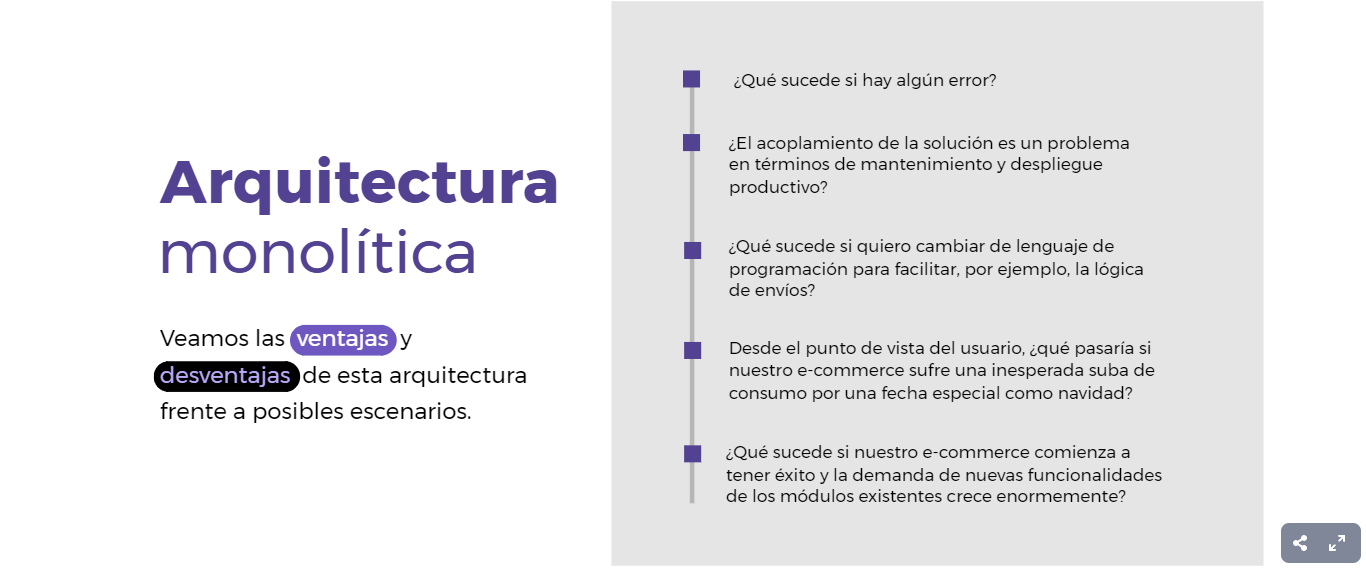 Arquitectura
monolítica
Veamos las ventajas y
desventajas de esta arquitectura
frente a posibles escenarios.
¿Qué sucede si hay algún error?
¿El acoplamiento de la solución es un problema
en términos de mantenimiento y despliegue
productivo?
¿Qué sucede si quiero cambiar de lenguaje de
programación para facilitar, por ejemplo, la lógica
de envíos?
Desde el punto de vista del usuario, ¿qué pasaría si
nuestro e-commerce sufre una inesperada suba de
consumo por una fecha especial como navidad?
¿Qué sucede si nuestro e-commerce comienza a
tener éxito y la demanda de nuevas funcionalidades
de los módulos existentes crece enormemente?